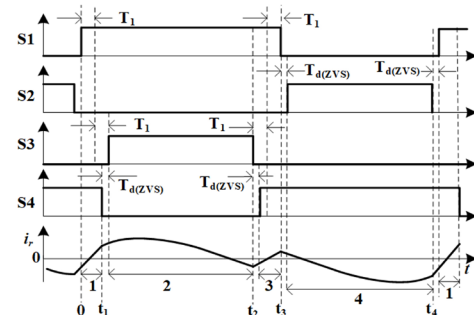 T1 T1
S1
Td(ZVS) Td(ZVS)
S2
T1 T1
S3
Td(ZVS) Td(ZVS)
S4
ir
0
t
1 2 3 4 1
0 t1 t2 t3 t4